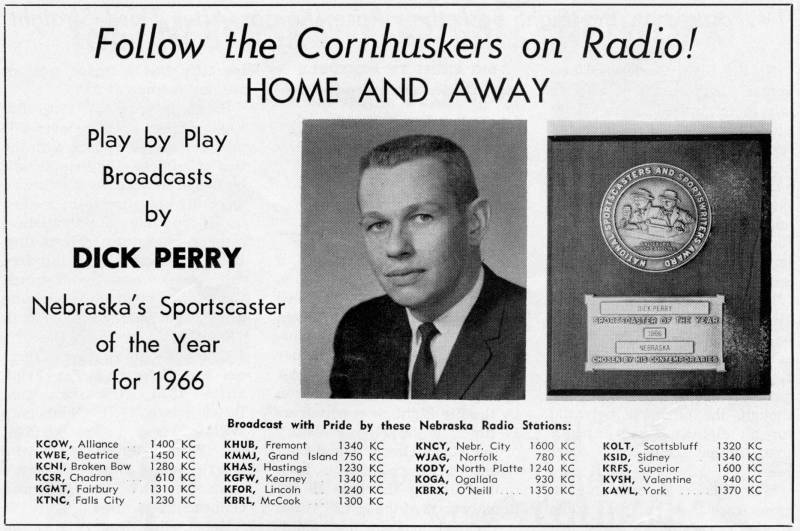 Follow the Cornhuskers on Radio!
HOME AND AWAY
Play by Play
Broadcasts
by
DICK PERRY
Nebraska's Sportscaster
of the Year
for 1966
NATIONAL SPORTSCASTERS AND SPORTSWRITERS AWARD
DICK PERRY
SPORTSCASTER OF THE YEAR
1966
NEBRASKA
CHOSEN BY HIS CONTEMPORARIES
Broadcast with Pride by these Nebraska Radio Stations:
KCOW, Alliance ... 1400 KC
KWBE, Beatrice 1450 KC
KCNI, Broken Bow 1280 KC
KCSR, Chadron ... 610 KC
KGMT, Fairbury 1310 KC
KTNC, Falls City 1230 KC
KHUB, Fremont 1340 KC
KMMJ, Grand Island 750 KC
KHAS, Hastings 1230 KC
KGFW, Kearney 1340 KC
KFOR, Lincoln 1240 KC
KBRL, McCook ... 1300 KC
KNCY, Nebr. City 1600 KC
WJAG, Norfolk 780 KC
KODY, North Platte 1240 KC
KOGA, Ogallala 930 KC
KBRX, O'Neill ..... 1350 KC
KOLT, Scottsbluff 1320 KC
KSID, Sidney .... 1340 KC
KRFS, Superior 1600 KC
KVSH, Valentine 940 KC
KAWL, York ..... 1370 KC